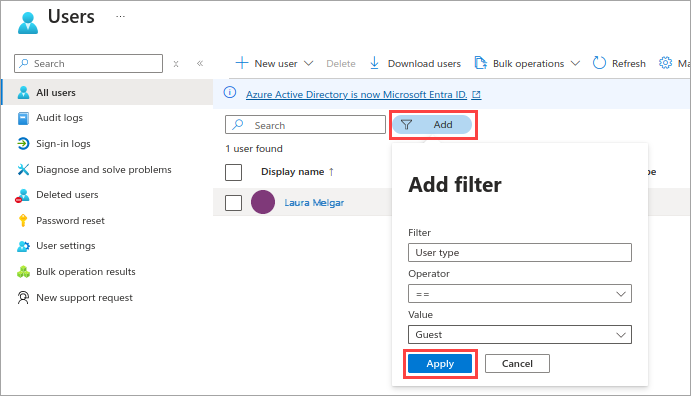 Users ...
Search
New user
Delete
Download users
Bulk operations
Refresh
Ma
All users
Audit logs
Sign-in logs
Diagnose and solve problems
Deleted users
Password reset
User settings
Bulk operation results
New support request
Azure Active Directory is now Microsoft Entra ID.
Search
Add
1 user found
Display name ↑
pe
Laura Melgar
Add filter
Filter
User type
Operator
==
Value
Guest
Apply
Cancel